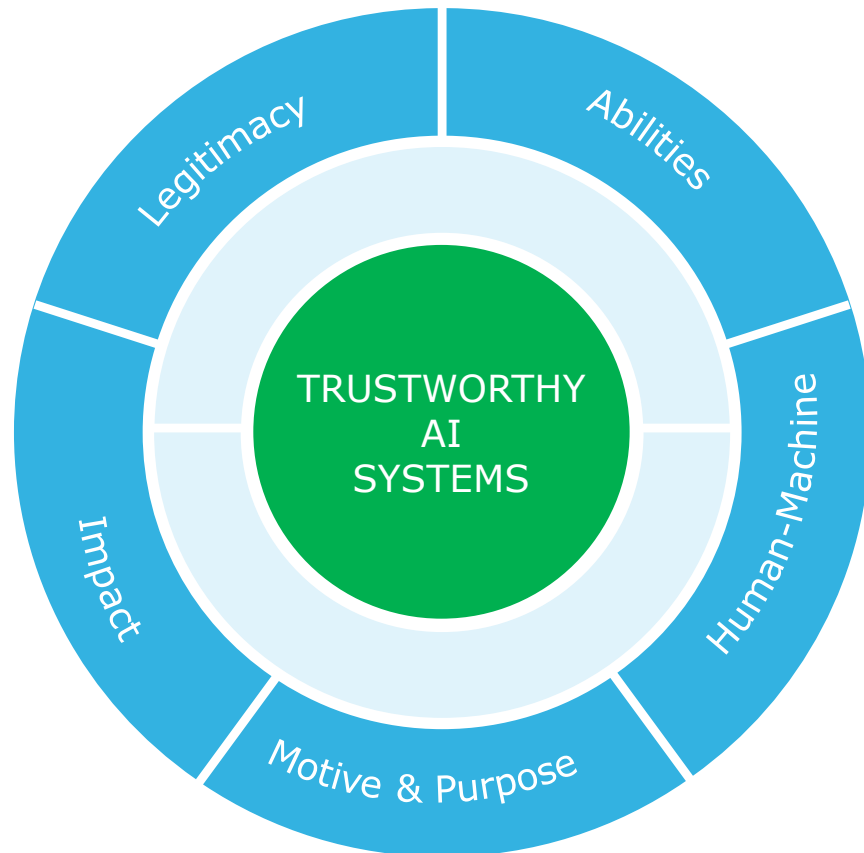 Legitimacy
Abilities
TRUSTWORTHY
AI
SYSTEMS
Human-Machine
Impact
Motive & Purpose